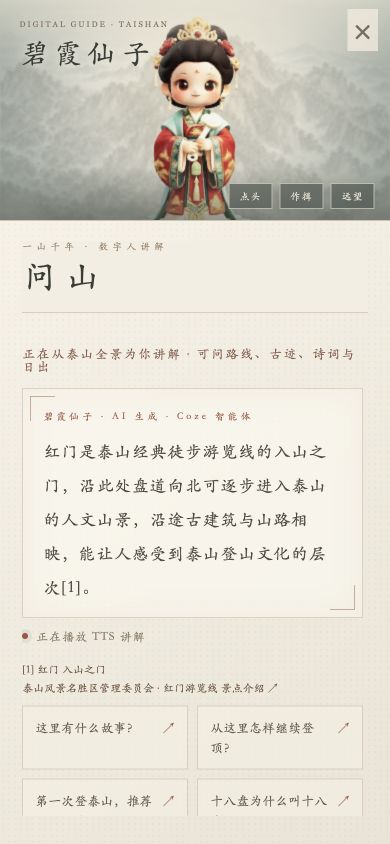 DIGITAL GUIDE · TAISHAN
碧霞仙子
点头
作揖
远望
一山千年 · 数字人讲解
问山
正在从泰山全景为你讲解 · 可问路线、古迹、诗词与
日出
碧霞仙子 · AI 生成 · Coze 智能体
红门是泰山经典徒步游览线的入山之
门，沿此处盘道向北可逐步进入泰山
的人文山景，沿途古建筑与山路相
映，能让人感受到泰山登山文化的层
次[1]。
正在播放 TTS 讲解
[1] 红门 入山之门
泰山风景名胜区管理委员会 · 红门游览线 景点介绍 ↗
这里有什么故事？ ↗
从这里怎样继续登 ↗
顶？
第一次登泰山，推荐 ↗
十八盘为什么叫十八 ↗